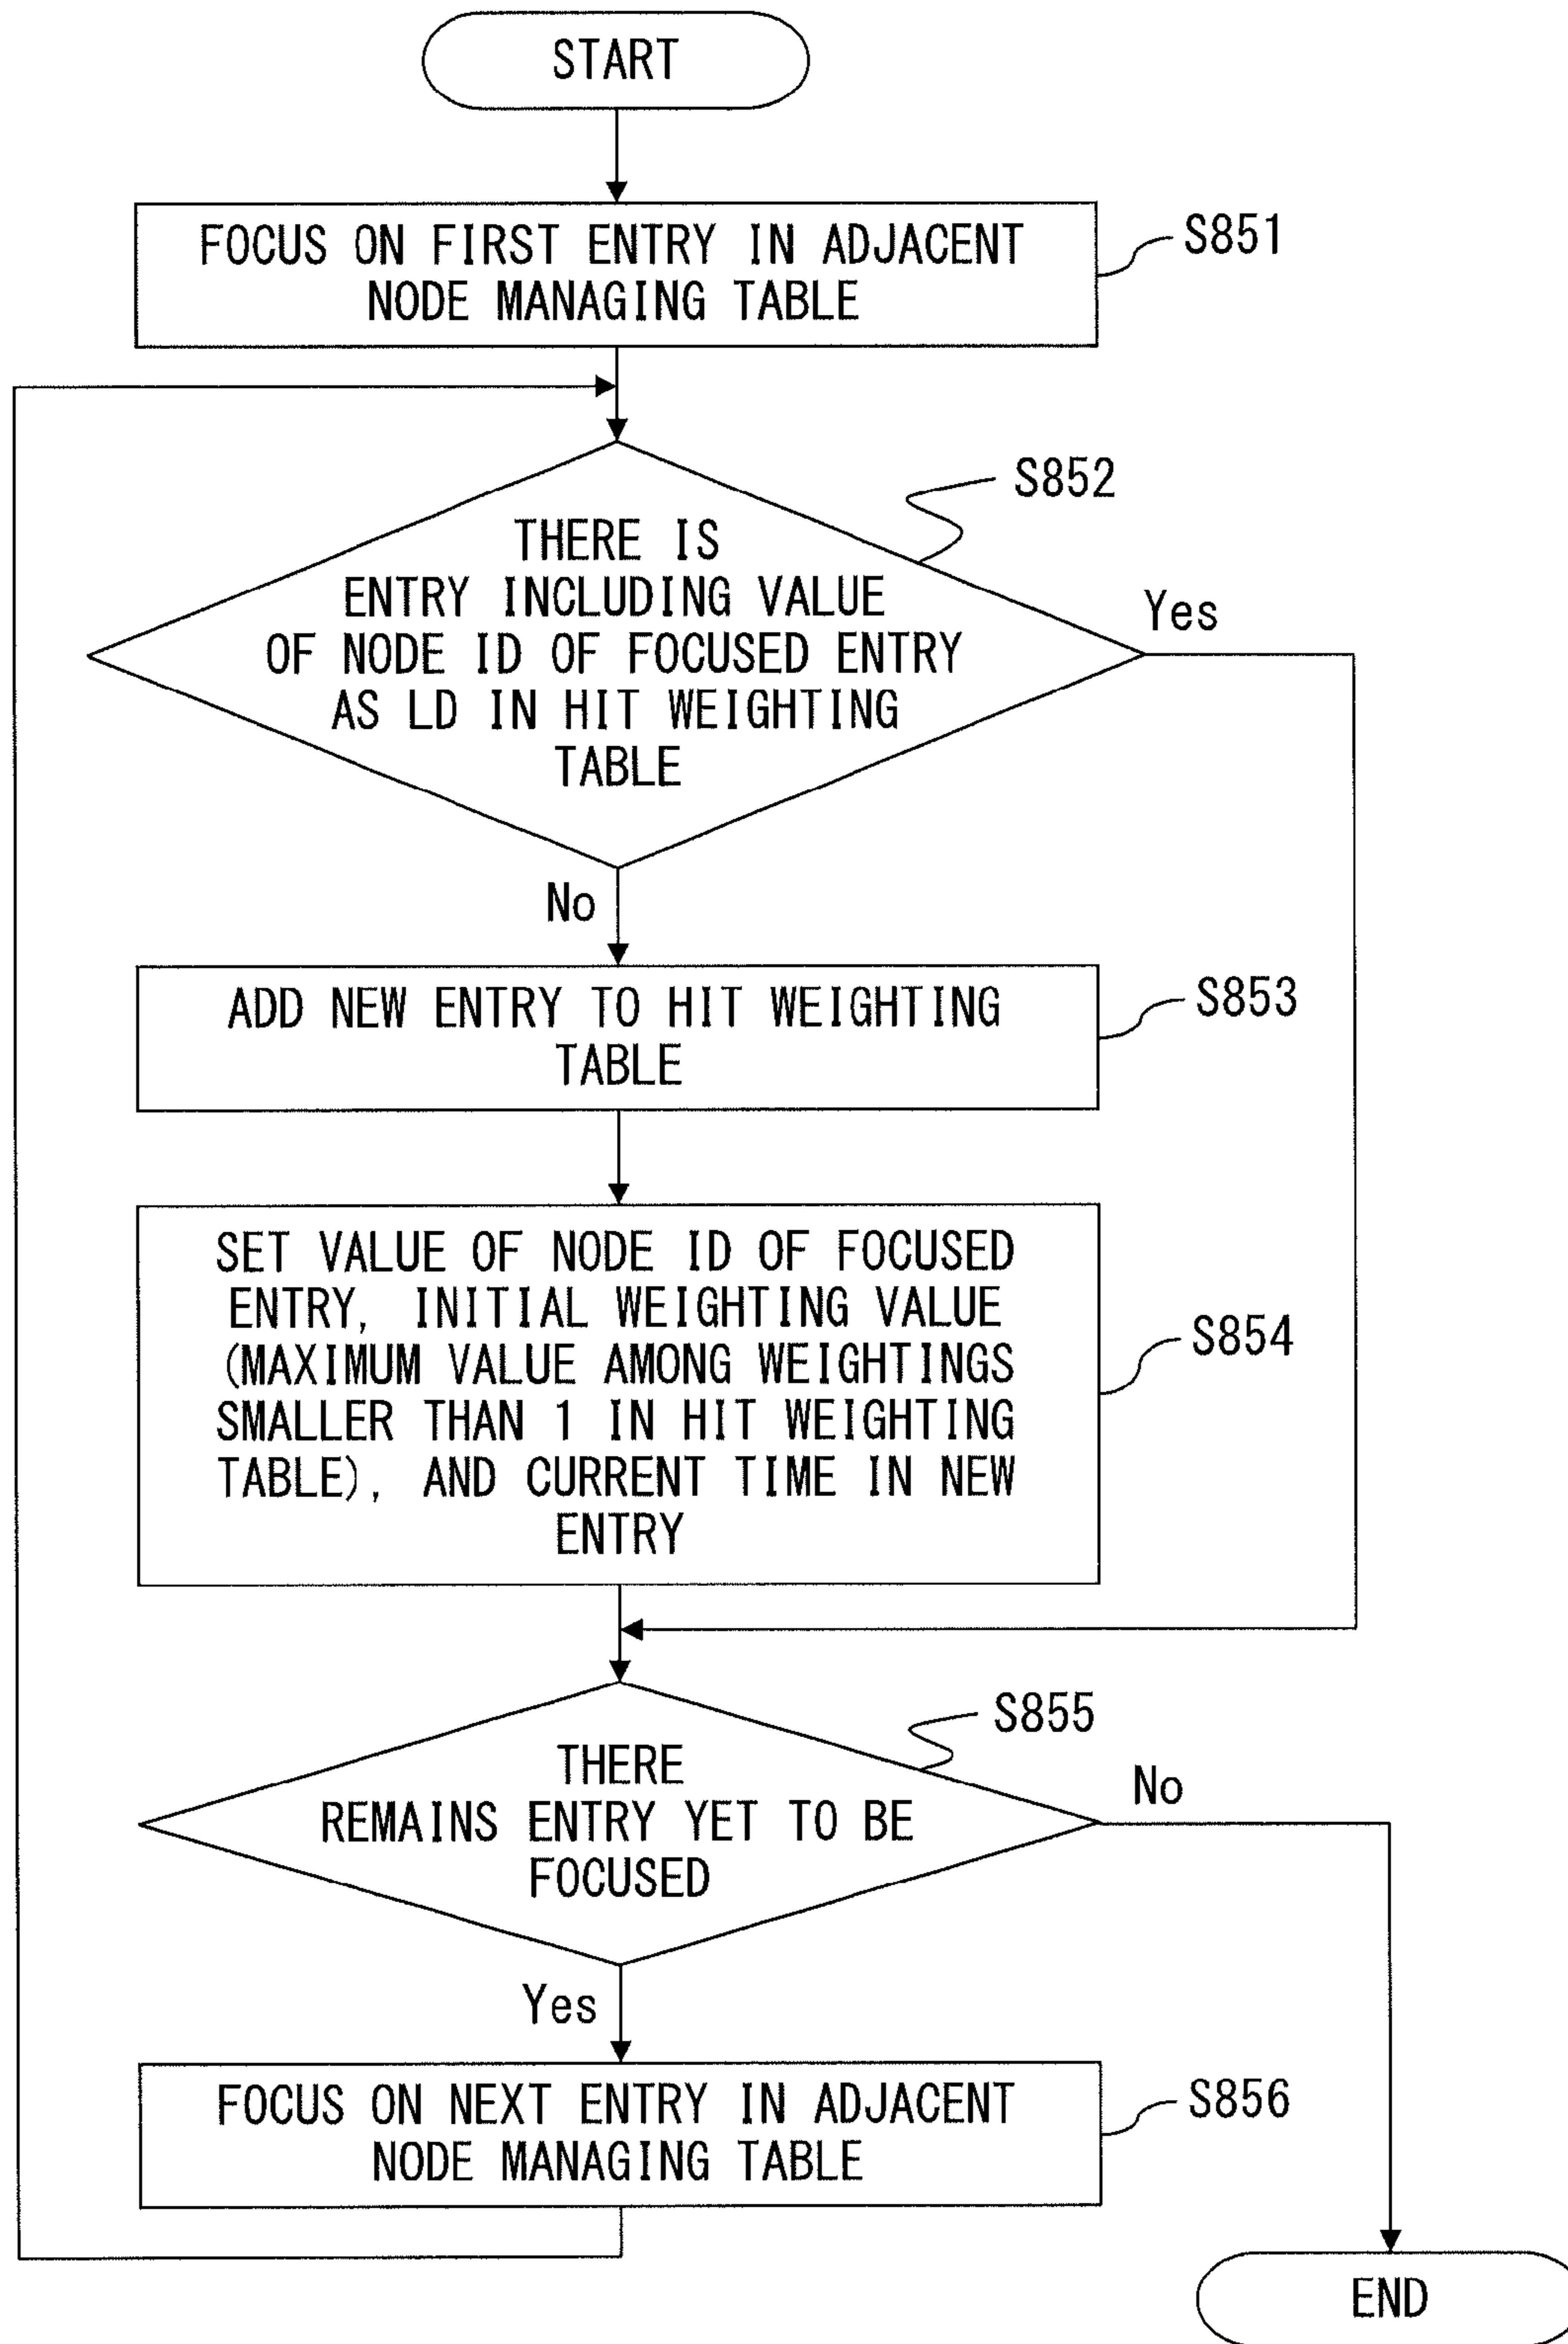 START
FOCUS ON FIRST ENTRY IN ADJACENT
NODE MANAGING TABLE
S851
S852
THERE IS
ENTRY INCLUDING VALUE
OF NODE ID OF FOCUSED ENTRY
AS LD IN HIT WEIGHTING
TABLE
Yes
No
ADD NEW ENTRY TO HIT WEIGHTING
TABLE
S853
SET VALUE OF NODE ID OF FOCUSED
ENTRY, INITIAL WEIGHTING VALUE
(MAXIMUM VALUE AMONG WEIGHTINGS
SMALLER THAN 1 IN HIT WEIGHTING
TABLE), AND CURRENT TIME IN NEW
ENTRY
S854
S855
THERE
REMAINS ENTRY YET TO BE
FOCUSED
No
Yes
FOCUS ON NEXT ENTRY IN ADJACENT
NODE MANAGING TABLE
S856
END